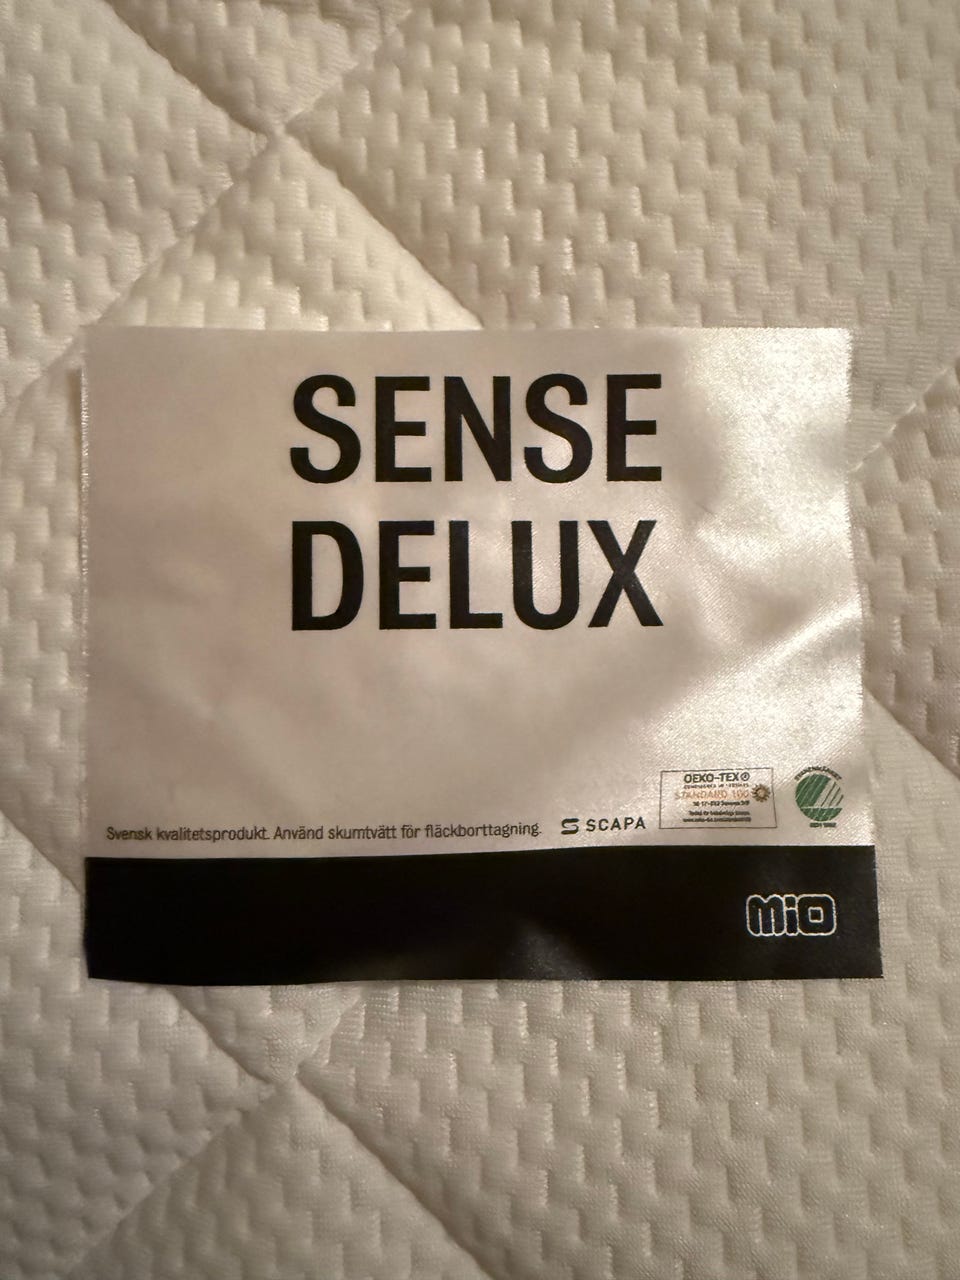 SENSE
DELUX
Svensk kvalitetsprodukt. Använd skumtvätt för fläckborttagning.
SCAPA
OEKO-TEX®
STANDARD 100
MiO